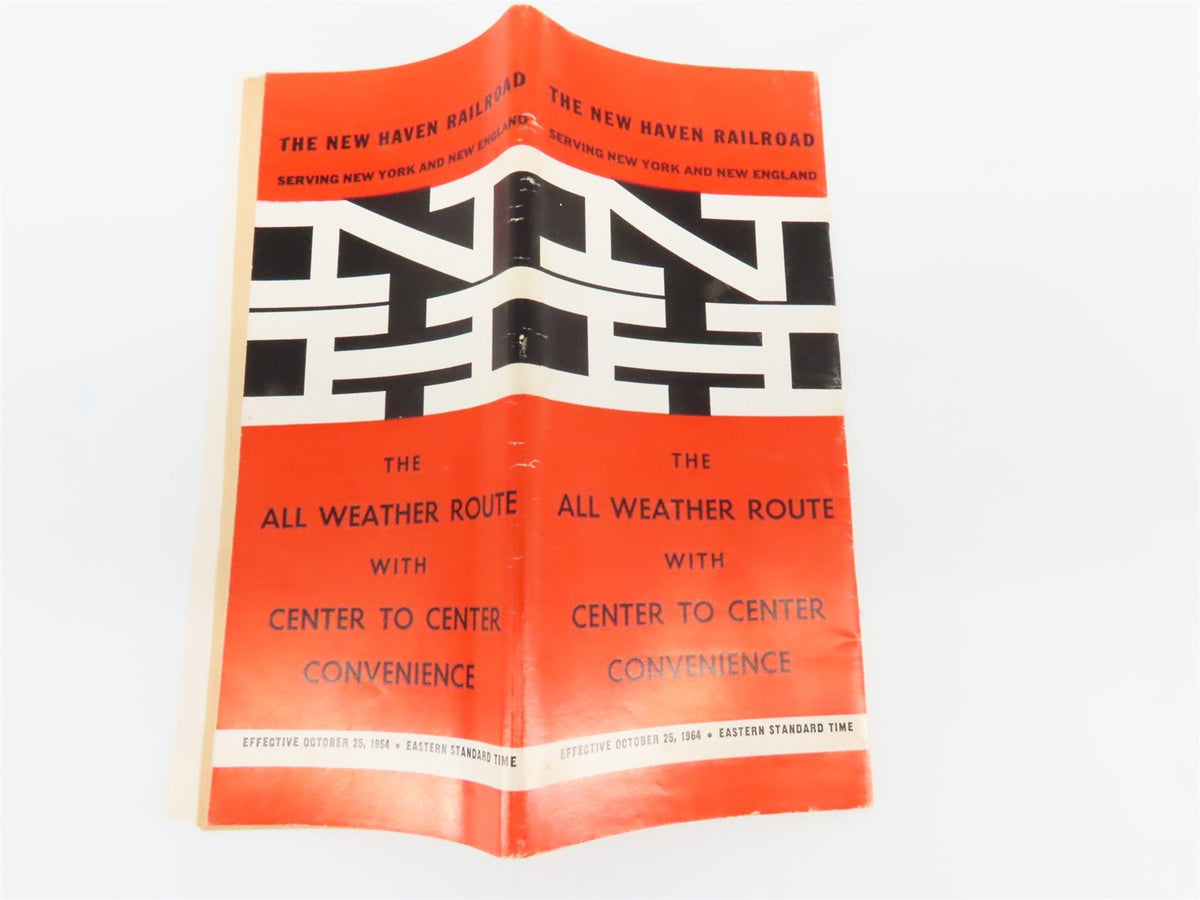 THE NEW HAVEN RAILROAD
SERVING NEW YORK AND NEW ENGLAND
N N
H H
THE
ALL WEATHER ROUTE
WITH
CENTER TO CENTER
CONVENIENCE
EFFECTIVE OCTOBER 25, 1964 • EASTERN STANDARD TIME
THE NEW HAVEN RAILROAD
SERVING NEW YORK AND NEW ENGLAND
THE
ALL WEATHER ROUTE
WITH
CENTER TO CENTER
CONVENIENCE
EFFECTIVE OCTOBER 25, 1964 • EASTERN STANDARD TIME